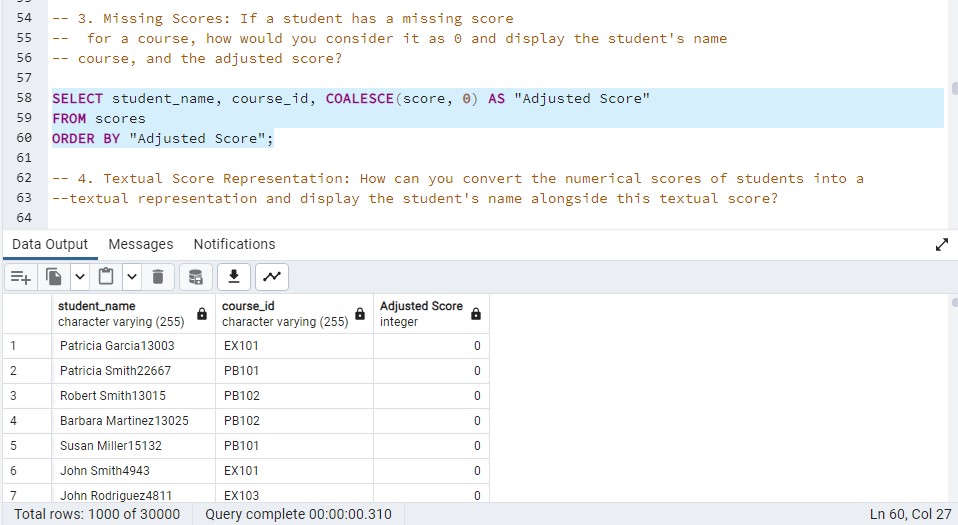 54 -- 3. Missing Scores: If a student has a missing score
55 --  for a course, how would you consider it as 0 and display the student's name
56 -- course, and the adjusted score?
57
58 SELECT student_name, course_id, COALESCE(score, 0) AS "Adjusted Score"
59 FROM scores
60 ORDER BY "Adjusted Score";
61
62 -- 4. Textual Score Representation: How can you convert the numerical scores of students into a
63 --textual representation and display the student's name alongside this textual score?
64
Data Output Messages Notifications
student_name course_id Adjusted Score
character varying (255) character varying (255) integer
1 Patricia Garcia13003 EX101 0
2 Patricia Smith22667 PB101 0
3 Robert Smith13015 PB102 0
4 Barbara Martinez13025 PB102 0
5 Susan Miller15132 PB101 0
6 John Smith4943 EX101 0
7 John Rodriguez4811 EX103 0
Total rows: 1000 of 30000 Query complete 00:00:00.310 Ln 60, Col 27